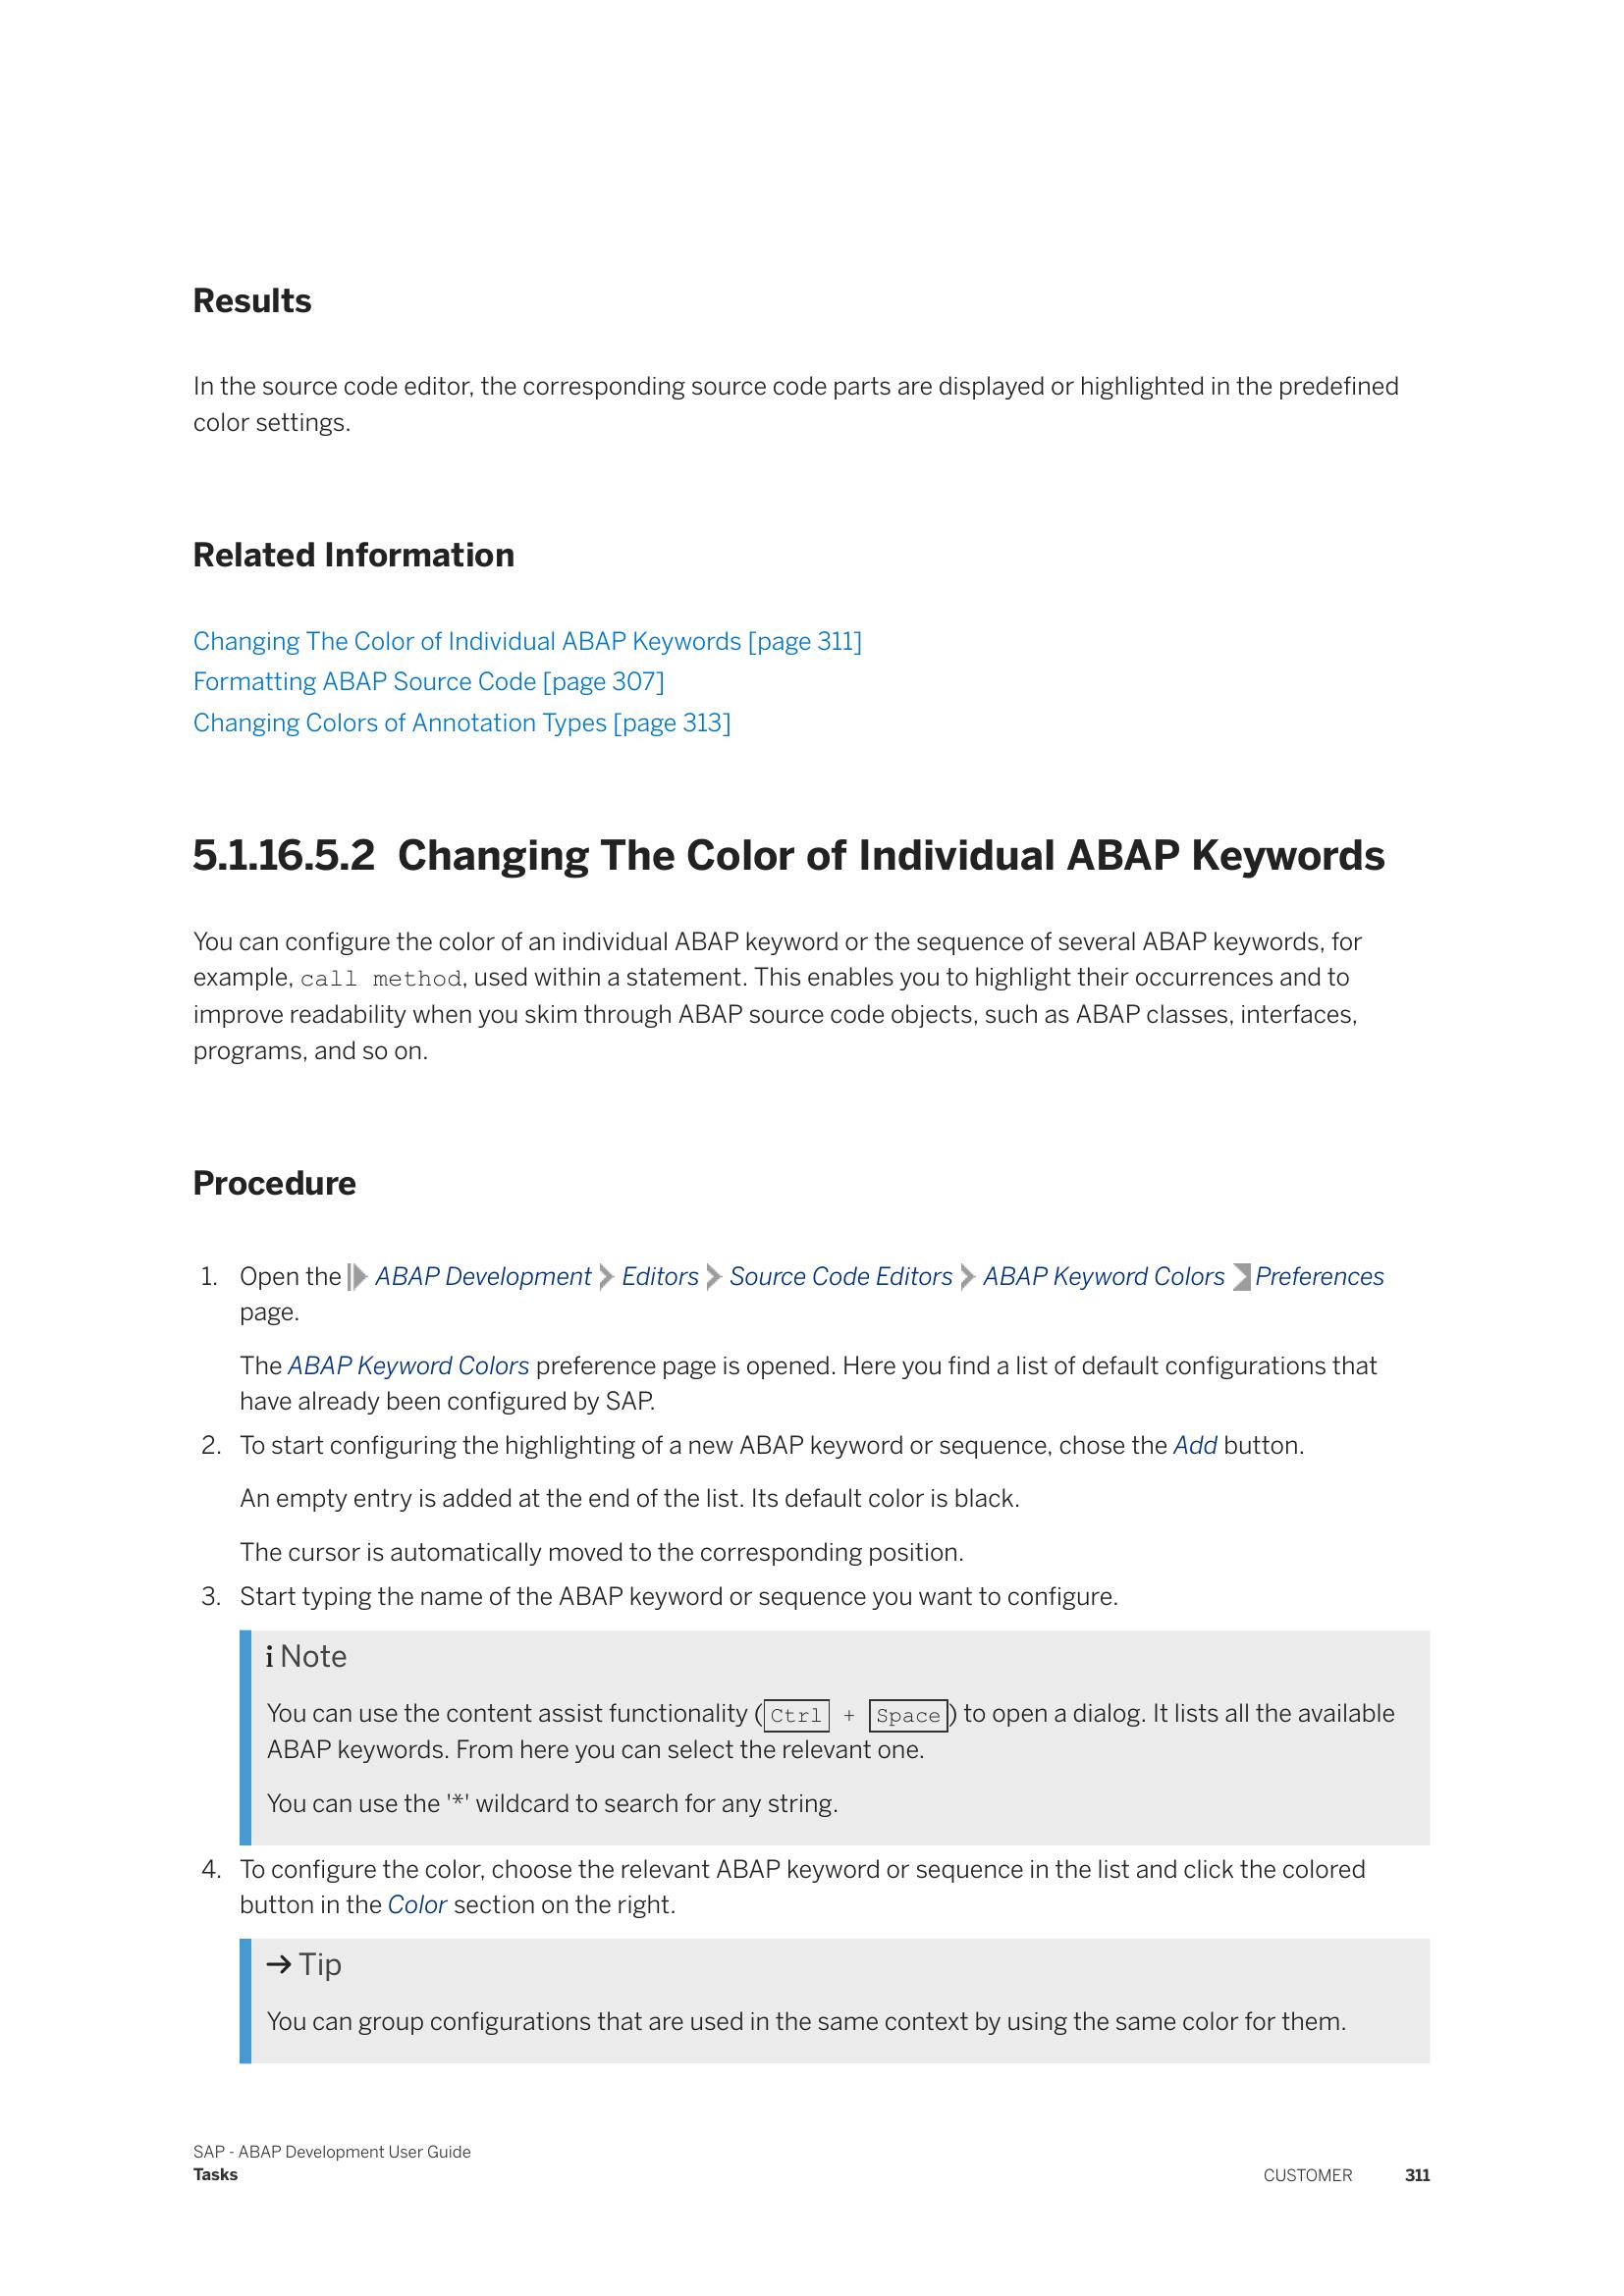 Results
In the source code editor, the corresponding source code parts are displayed or highlighted in the predefined
color settings.
Related Information
Changing The Color of Individual ABAP Keywords [page 311]
Formatting ABAP Source Code [page 307]
Changing Colors of Annotation Types [page 313]
5.1.16.5.2 Changing The Color of Individual ABAP Keywords
You can configure the color of an individual ABAP keyword or the sequence of several ABAP keywords, for
example, call method, used within a statement. This enables you to highlight their occurrences and to
improve readability when you skim through ABAP source code objects, such as ABAP classes, interfaces,
programs, and so on.
Procedure
1. Open the ABAP Development Editors Source Code Editors ABAP Keyword Colors Preferences
page.
The ABAP Keyword Colors preference page is opened. Here you find a list of default configurations that
have already been configured by SAP.
2. To start configuring the highlighting of a new ABAP keyword or sequence, chose the Add button.
An empty entry is added at the end of the list. Its default color is black.
The cursor is automatically moved to the corresponding position.
3. Start typing the name of the ABAP keyword or sequence you want to configure.
i Note
You can use the content assist functionality (Ctrl + Space) to open a dialog. It lists all the available
ABAP keywords. From here you can select the relevant one.
You can use the '*' wildcard to search for any string.
4. To configure the color, choose the relevant ABAP keyword or sequence in the list and click the colored
button in the Color section on the right.
→ Tip
You can group configurations that are used in the same context by using the same color for them.
SAP - ABAP Development User Guide
Tasks
CUSTOMER 311